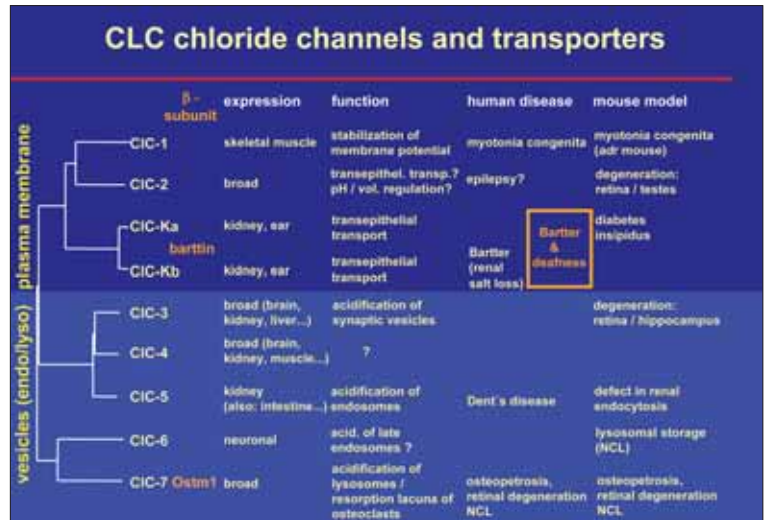 CLC chloride channels and transporters
β - subunit expression function human disease mouse model
plasma membrane
ClC-1 skeletal muscle stabilization of membrane potential myotonia congenita myotonia congenita (adr mouse)
ClC-2 broad transepithel. transp.? pH / vol. regulation? epilepsy? degeneration: retina / testes
ClC-Ka kidney, ear transepithelial transport diabetes insipidus
barttin Bartter & deafness
ClC-Kb kidney, ear transepithelial transport Bartter (renal salt loss)
vesicles (endo/lyso)
ClC-3 broad (brain, kidney, liver...) acidification of synaptic vesicles degeneration: retina / hippocampus
ClC-4 broad (brain, kidney, muscle...) ?
ClC-5 kidney (also: intestine...) acidification of endosomes Dent´s disease defect in renal endocytosis
ClC-6 neuronal acid. of late endosomes ? lysosomal storage (NCL)
ClC-7 Ostm1 broad acidification of lysosomes / resorption lacuna of osteoclasts osteopetrosis, retinal degeneration NCL osteopetrosis, retinal degeneration NCL